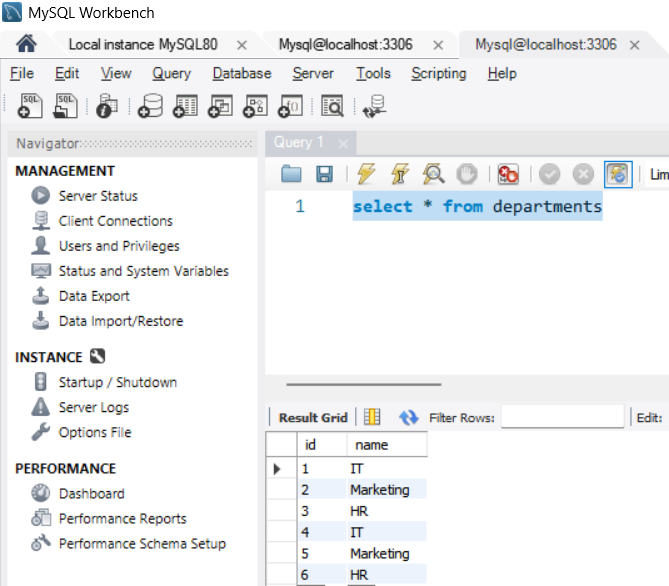 MySQL Workbench
Local instance MySQL80 × Mysql@localhost:3306 × Mysql@localhost:3306 ×
File Edit View Query Database Server Tools Scripting Help
SQL SQL
Navigator
Query 1 ×
MANAGEMENT
Server Status
Client Connections
Users and Privileges
Status and System Variables
Data Export
Data Import/Restore
INSTANCE
Startup / Shutdown
Server Logs
Options File
PERFORMANCE
Dashboard
Performance Reports
Performance Schema Setup
Lim
1 select * from departments
Result Grid Filter Rows: Edit:
id name
1 IT
2 Marketing
3 HR
4 IT
5 Marketing
6 HR